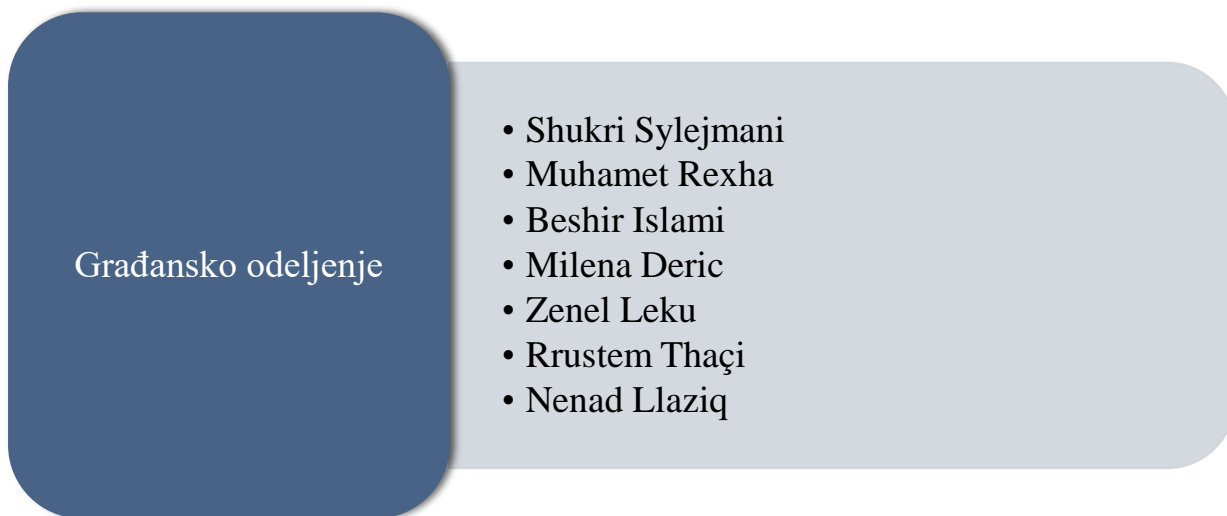 Građansko odeljenje
• Shukri Sylejmani
• Muhamet Rexha
• Beshir Islami
• Milena Deric
• Zenel Leku
• Rrustem Thaçi
• Nenad Llaziq